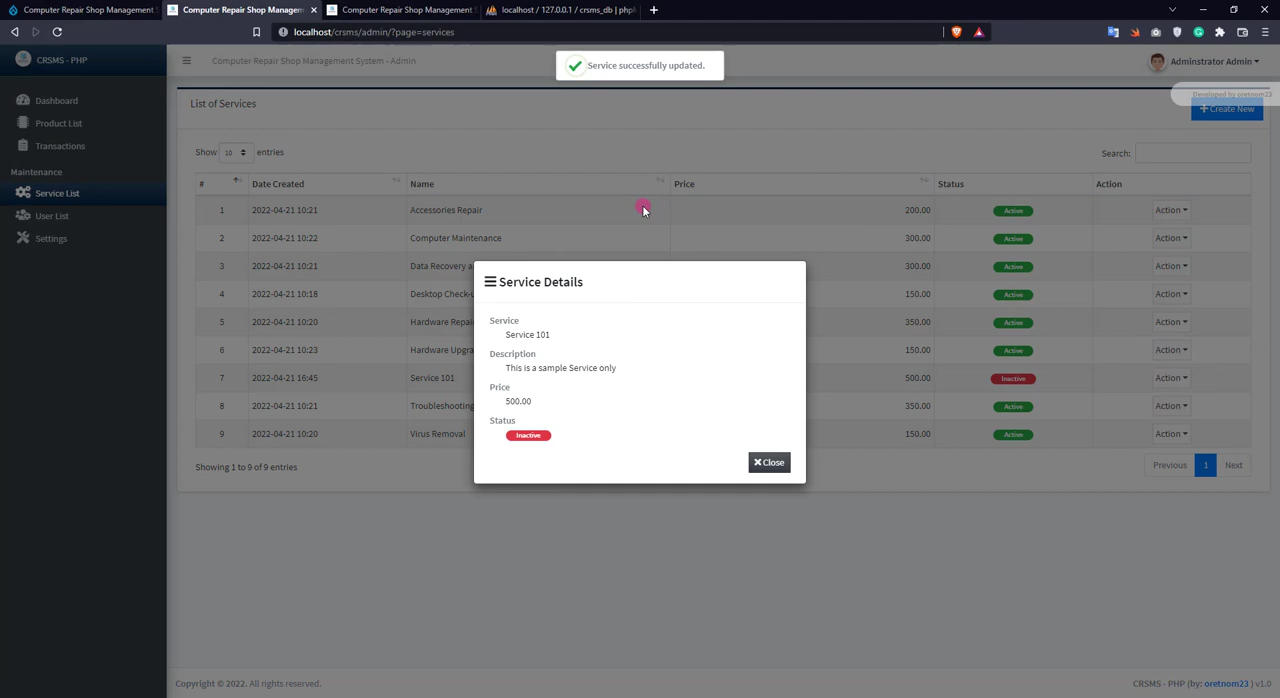 Computer Repair Shop Management
Computer Repair Shop Managem
Computer Repair Shop Management
localhost / 127.0.0.1 / crsms_db | phpM
localhost/crsms/admin/?page=services
CRSMS - PHP
Computer Repair Shop Management System - Admin
Service successfully updated.
Adminstrator Admin
Developed by oretnom23
Dashboard
Product List
Transactions
Maintenance
Service List
User List
Settings
List of Services
Create New
Show 10 entries
Search:
# Date Created Name Price Status Action
1 2022-04-21 10:21 Accessories Repair 200.00 Active Action
2 2022-04-21 10:22 Computer Maintenance 300.00 Active Action
3 2022-04-21 10:21 Data Recovery a 300.00 Active Action
4 2022-04-21 10:18 Desktop Check-u 150.00 Active Action
5 2022-04-21 10:20 Hardware Repai 350.00 Active Action
6 2022-04-21 10:23 Hardware Upgra 150.00 Active Action
7 2022-04-21 16:45 Service 101 500.00 Inactive Action
8 2022-04-21 10:21 Troubleshooting 350.00 Active Action
9 2022-04-21 10:20 Virus Removal 150.00 Active Action
Showing 1 to 9 of 9 entries
Previous 1 Next
Service Details
Service
Service 101
Description
This is a sample Service only
Price
500.00
Status
Inactive
Close
Copyright © 2022. All rights reserved.
CRSMS - PHP (by: oretnom23 ) v1.0